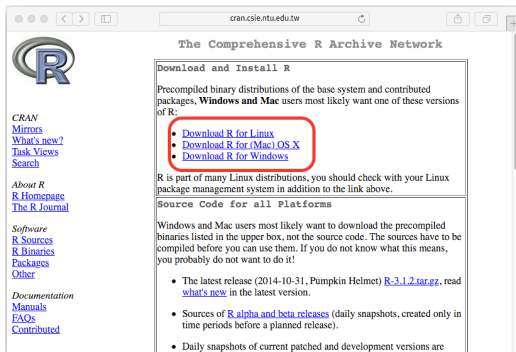 cran.csie.ntu.edu.tw
The Comprehensive R Archive Network
R
CRAN
Mirrors
What's new?
Task Views
Search
About R
R Homepage
The R Journal
Software
R Sources
R Binaries
Packages
Other
Documentation
Manuals
FAQs
Contributed
Download and Install R
Precompiled binary distributions of the base system and contributed
packages, Windows and Mac users most likely want one of these versions
of R:
• Download R for Linux
• Download R for (Mac) OS X
• Download R for Windows
R is part of many Linux distributions, you should check with your Linux
package management system in addition to the link above.
Source Code for all Platforms
Windows and Mac users most likely want to download the precompiled
binaries listed in the upper box, not the source code. The sources have to be
compiled before you can use them. If you do not know what this means,
you probably do not want to do it!
• The latest release (2014-10-31, Pumpkin Helmet) R-3.1.2.tar.gz, read
what's new in the latest version.
• Sources of R alpha and beta releases (daily snapshots, created only in
time periods before a planned release).
• Daily snapshots of current patched and development versions are